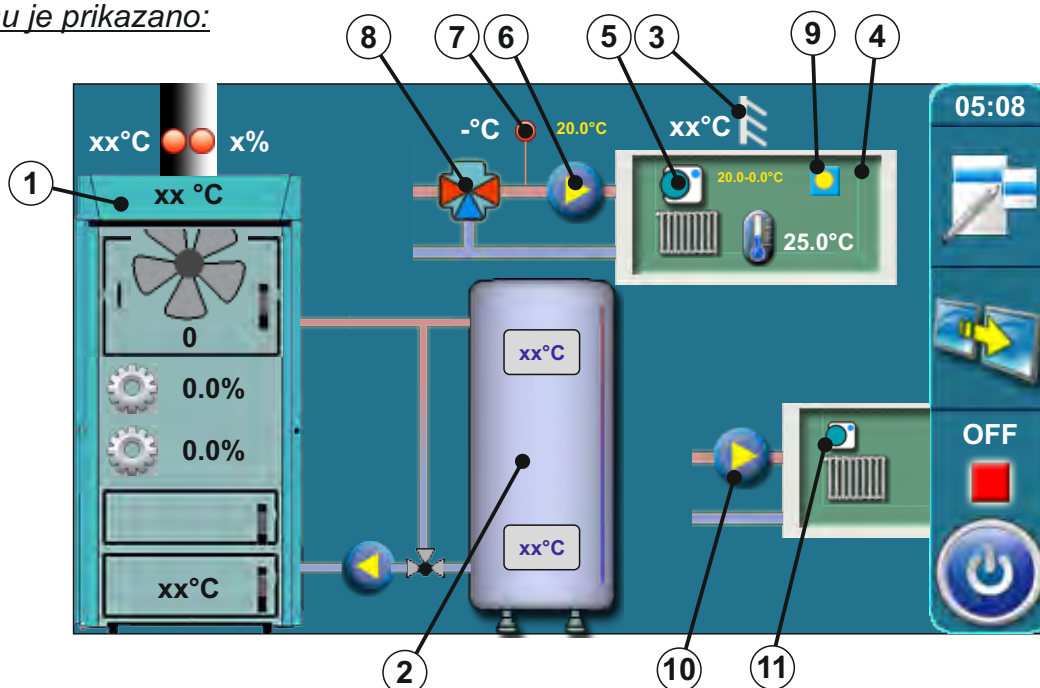 u je prikazano:
8 7 6 5 3 9 4
05:08
-°C 20.0°C xx°C
xx°C x%
1 xx °C
20.0-0.0°C
25.0°C
0
xx°C
0.0%
0.0%
OFF
xx°C
xx°C
2 10 11